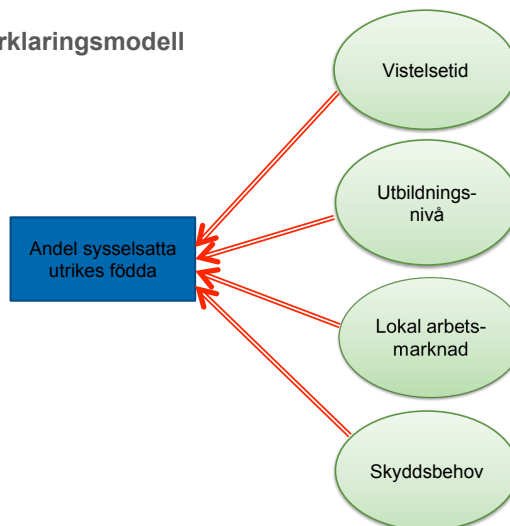 rklaringsmodell
Vistelsetid
Utbildnings-
nivå
Andel sysselsatta
utrikes födda
Lokal arbets-
marknad
Skyddsbehov